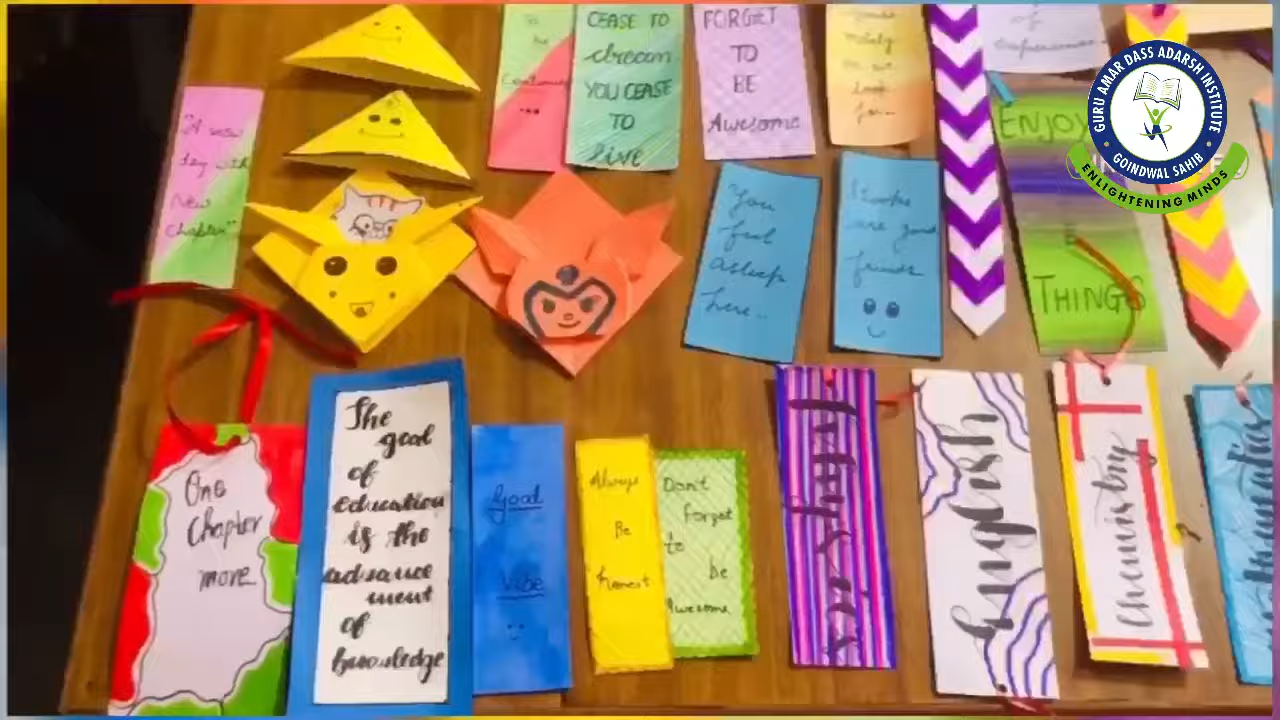 CEASE TO
dream
YOU CEASE
TO
live
FORGET
TO
BE
Awesome
of
ENJOY
THINGS
GURU AMAR DASS ADARSH INSTITUTE
GOINDWAL SAHIB
ENLIGHTENING MINDS
"A new
day with
New
Chapter"
You
feel
asleep
here..
Books
are good
friends
One
Chapter
more
The
goal
of
education
is the
advance
ment
of
knowledge
Good
Vibe
Always
Be
honest
Don't
forget
to
be
Awesome
Physics
English
Chemistry